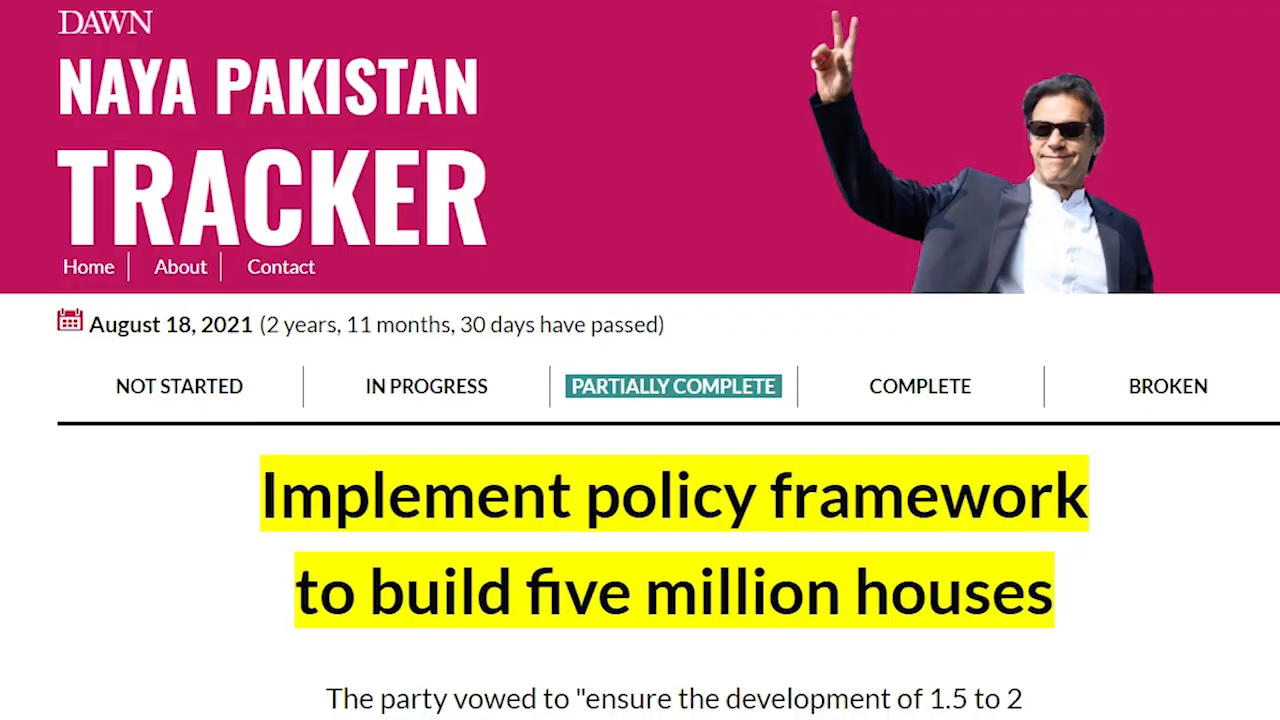 DAWN
NAYA PAKISTAN
TRACKER
Home About Contact
August 18, 2021 (2 years, 11 months, 30 days have passed)
NOT STARTED IN PROGRESS PARTIALLY COMPLETE COMPLETE BROKEN
Implement policy framework
to build five million houses
The party vowed to "ensure the development of 1.5 to 2